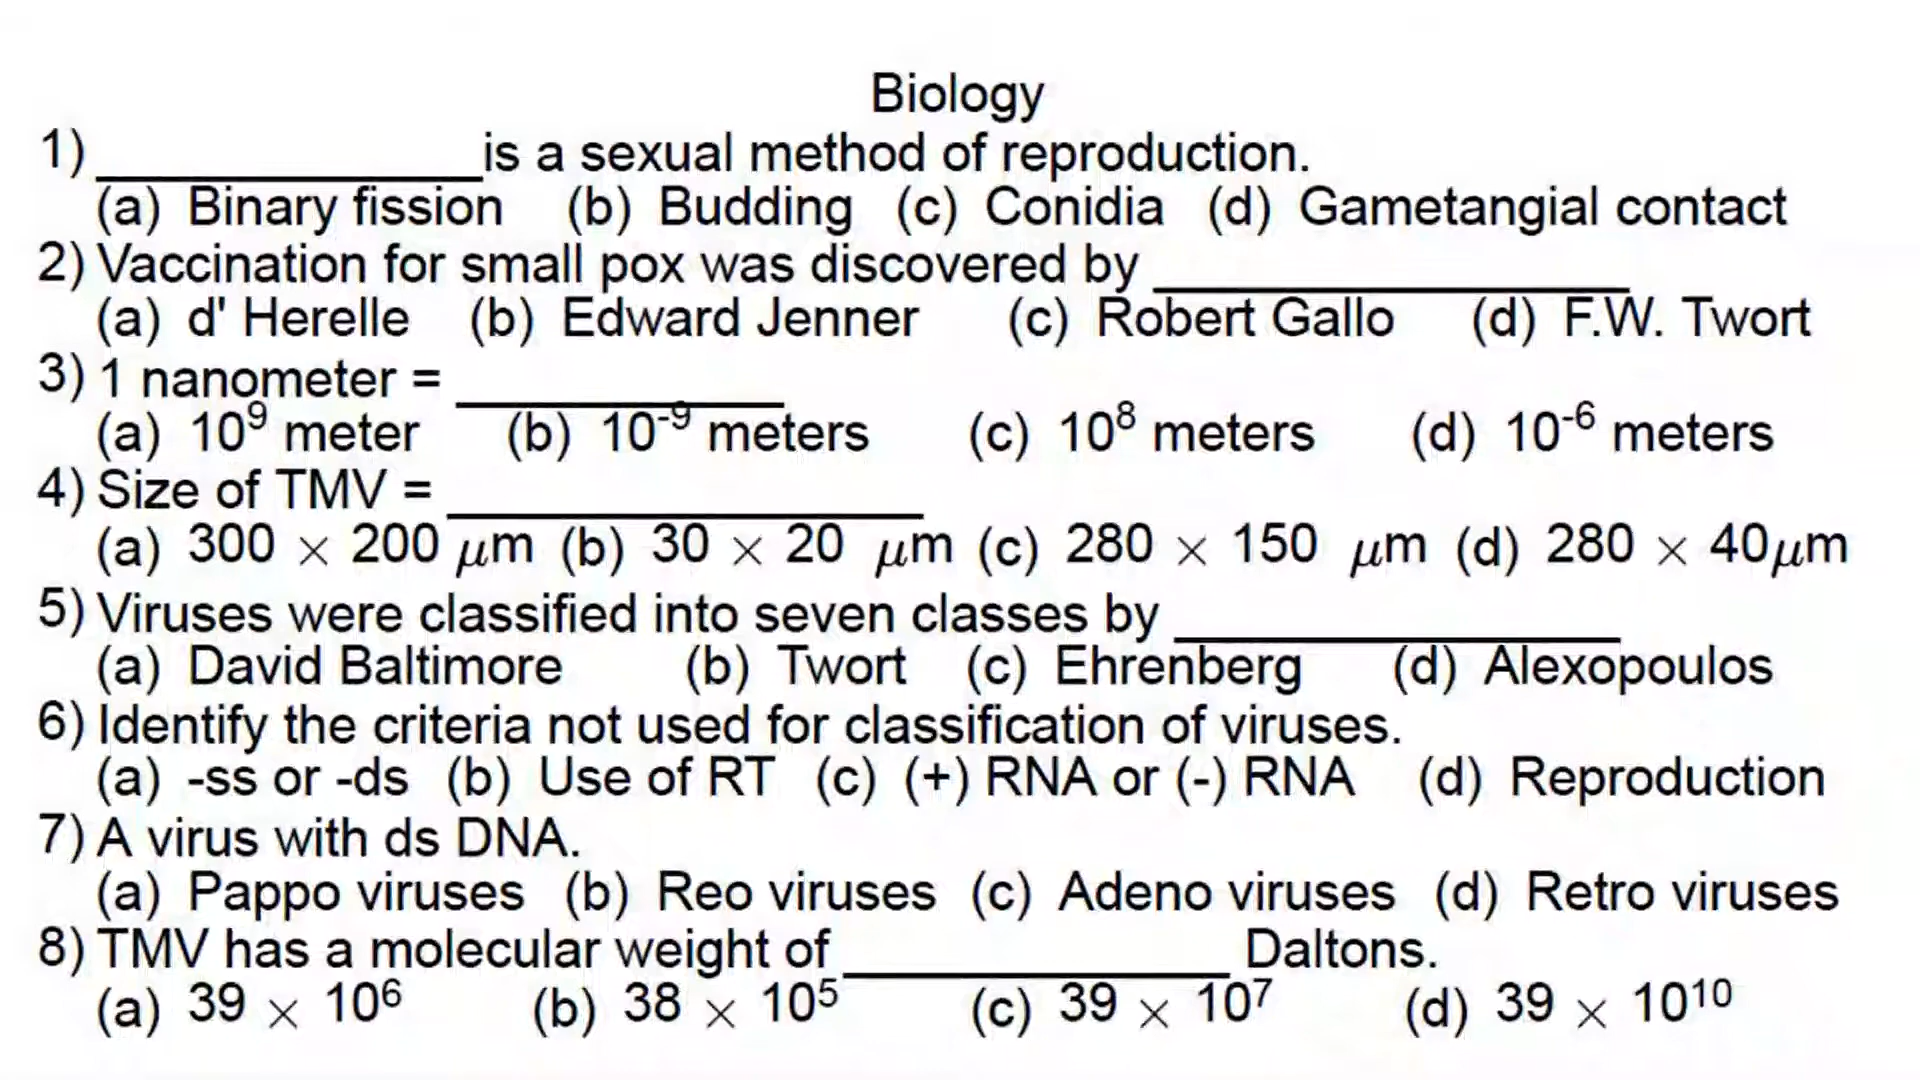 Biology
1) ______________is a sexual method of reproduction.
(a) Binary fission (b) Budding (c) Conidia (d) Gametangial contact
2) Vaccination for small pox was discovered by ______________
(a) d' Herelle (b) Edward Jenner (c) Robert Gallo (d) F.W. Twort
3) 1 nanometer = ______________
(a) 10⁹ meter (b) 10⁻⁹ meters (c) 10⁸ meters (d) 10⁻⁶ meters
4) Size of TMV = ______________
(a) 300 × 200 μm (b) 30 × 20 μm (c) 280 × 150 μm (d) 280 × 40μm
5) Viruses were classified into seven classes by ______________
(a) David Baltimore (b) Twort (c) Ehrenberg (d) Alexopoulos
6) Identify the criteria not used for classification of viruses.
(a) -ss or -ds (b) Use of RT (c) (+) RNA or (-) RNA (d) Reproduction
7) A virus with ds DNA.
(a) Pappo viruses (b) Reo viruses (c) Adeno viruses (d) Retro viruses
8) TMV has a molecular weight of ______________ Daltons.
(a) 39 × 10⁶ (b) 38 × 10⁵ (c) 39 × 10⁷ (d) 39 × 10¹⁰